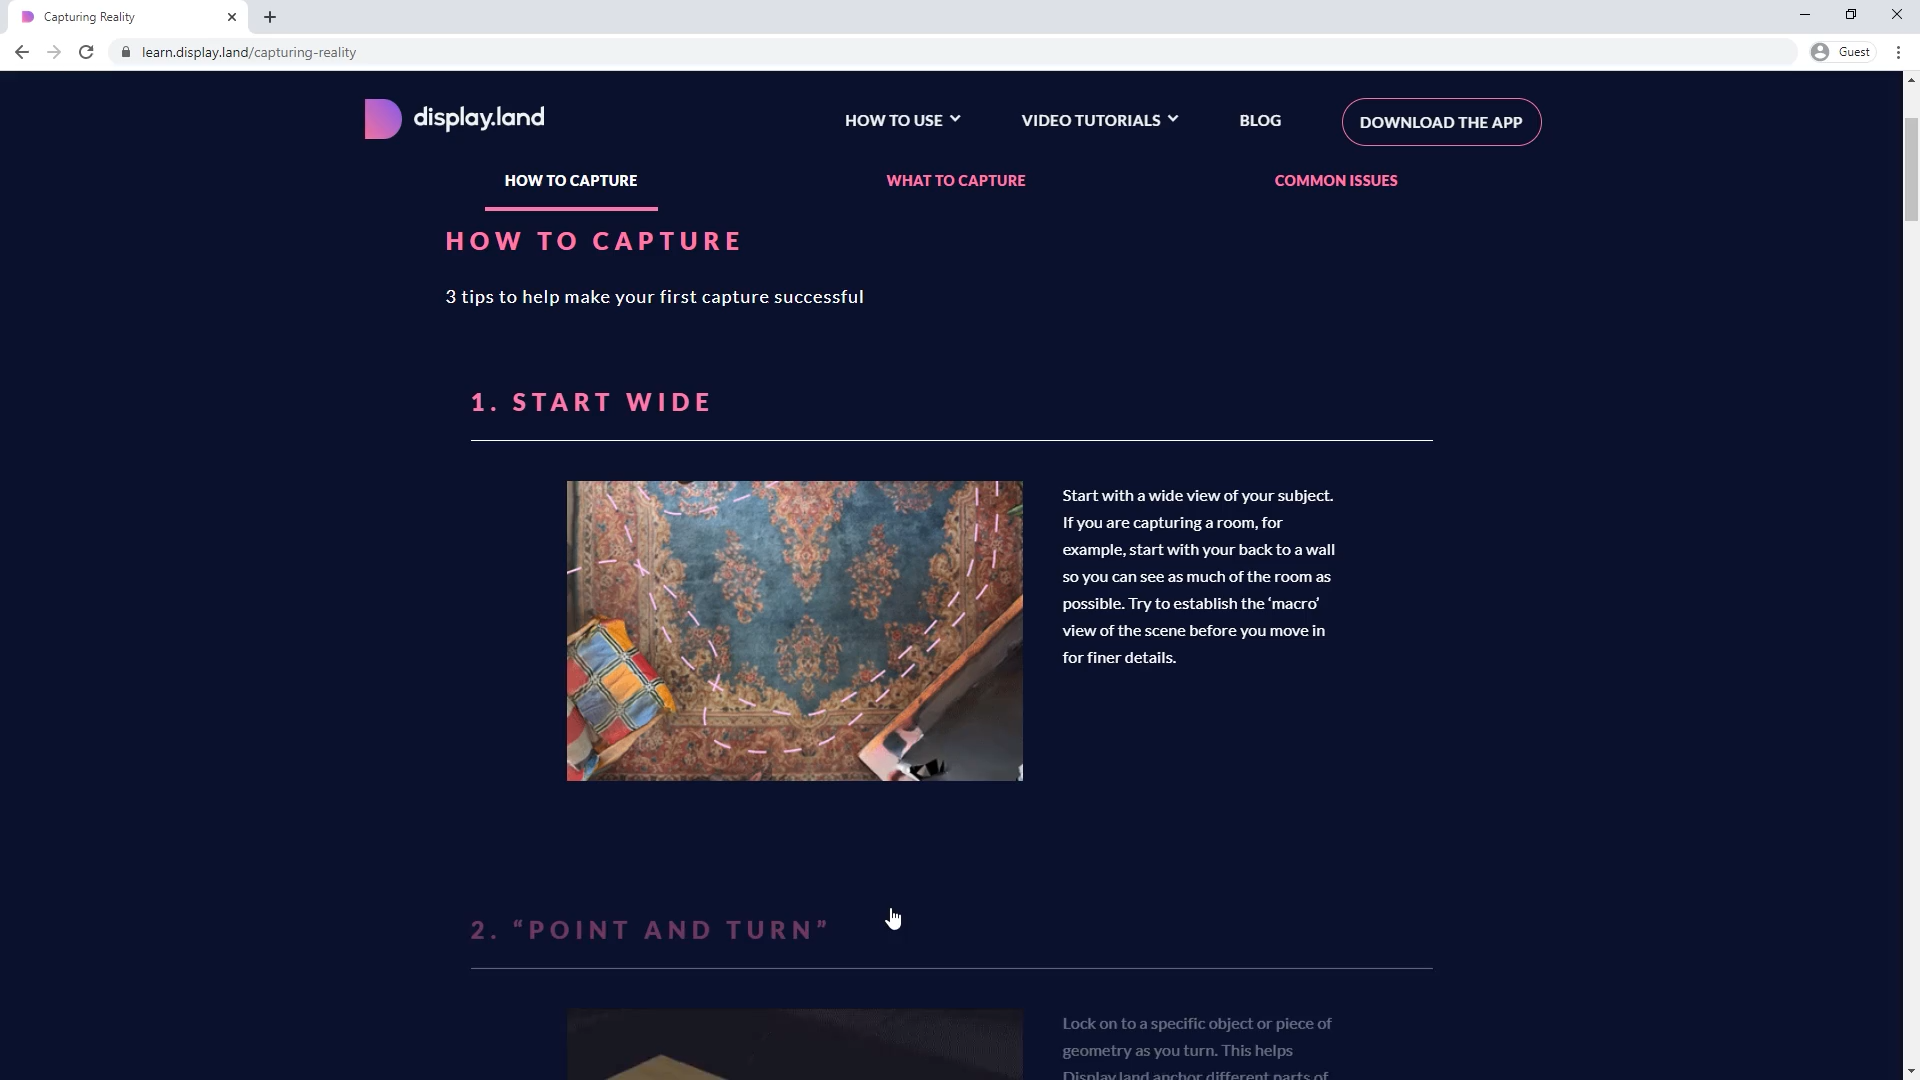 Capturing Reality
learn.display.land/capturing-reality
Guest
display.land
HOW TO USE
VIDEO TUTORIALS
BLOG
DOWNLOAD THE APP
HOW TO CAPTURE
WHAT TO CAPTURE
COMMON ISSUES
HOW TO CAPTURE
3 tips to help make your first capture successful
1. START WIDE
Start with a wide view of your subject.
If you are capturing a room, for
example, start with your back to a wall
so you can see as much of the room as
possible. Try to establish the ‘macro’
view of the scene before you move in
for finer details.
2. “POINT AND TURN”
Lock on to a specific object or piece of
geometry as you turn. This helps
Display.land anchor different parts of